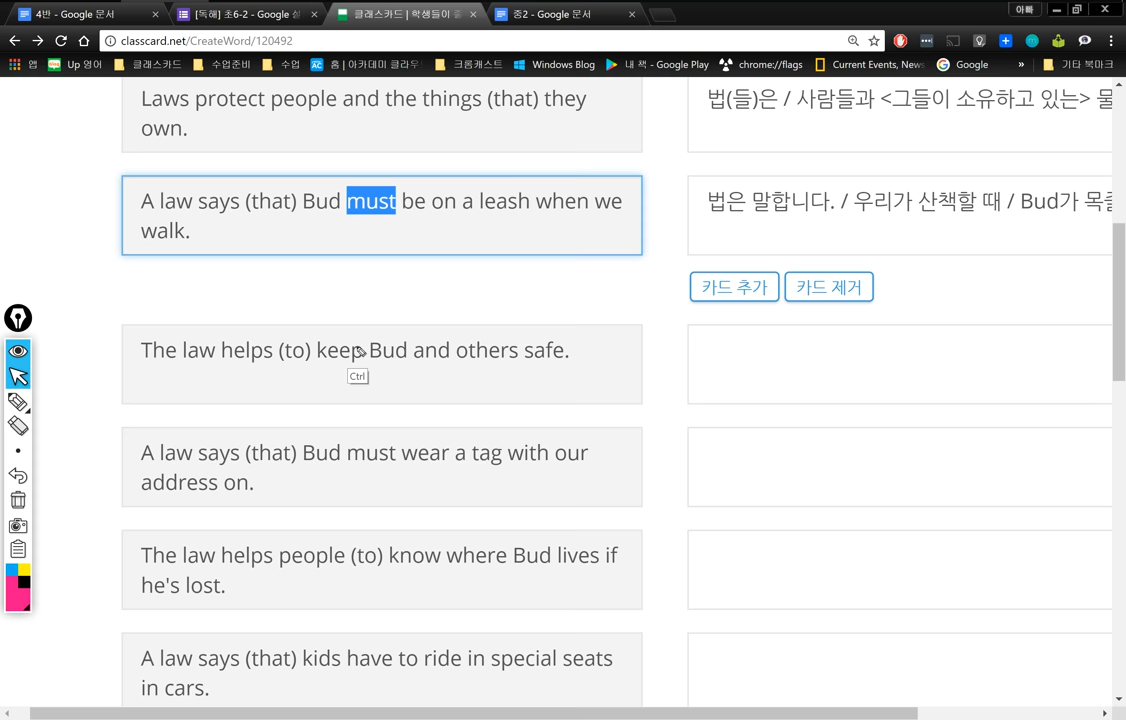 4반 - Google 문서
[독해] 초6-2 - Google 설
클래스카드 | 학생들이 좋
중2 - Google 문서
아빠
classcard.net/CreateWord/120492
앱
Up 영어
클래스카드
수업준비
수업
홈 | 아카데미 클라우
크롬캐스트
Windows Blog
내 책 - Google Play
chrome://flags
Current Events, News
Google
»
기타 북마크
Laws protect people and the things (that) they
own.
법(들)은 / 사람들과 <그들이 소유하고 있는> 물
A law says (that) Bud must be on a leash when we
walk.
법은 말합니다. / 우리가 산책할 때 / Bud가 목줄
카드 추가
카드 제거
The law helps (to) keep Bud and others safe.
Ctrl
A law says (that) Bud must wear a tag with our
address on.
The law helps people (to) know where Bud lives if
he's lost.
A law says (that) kids have to ride in special seats
in cars.